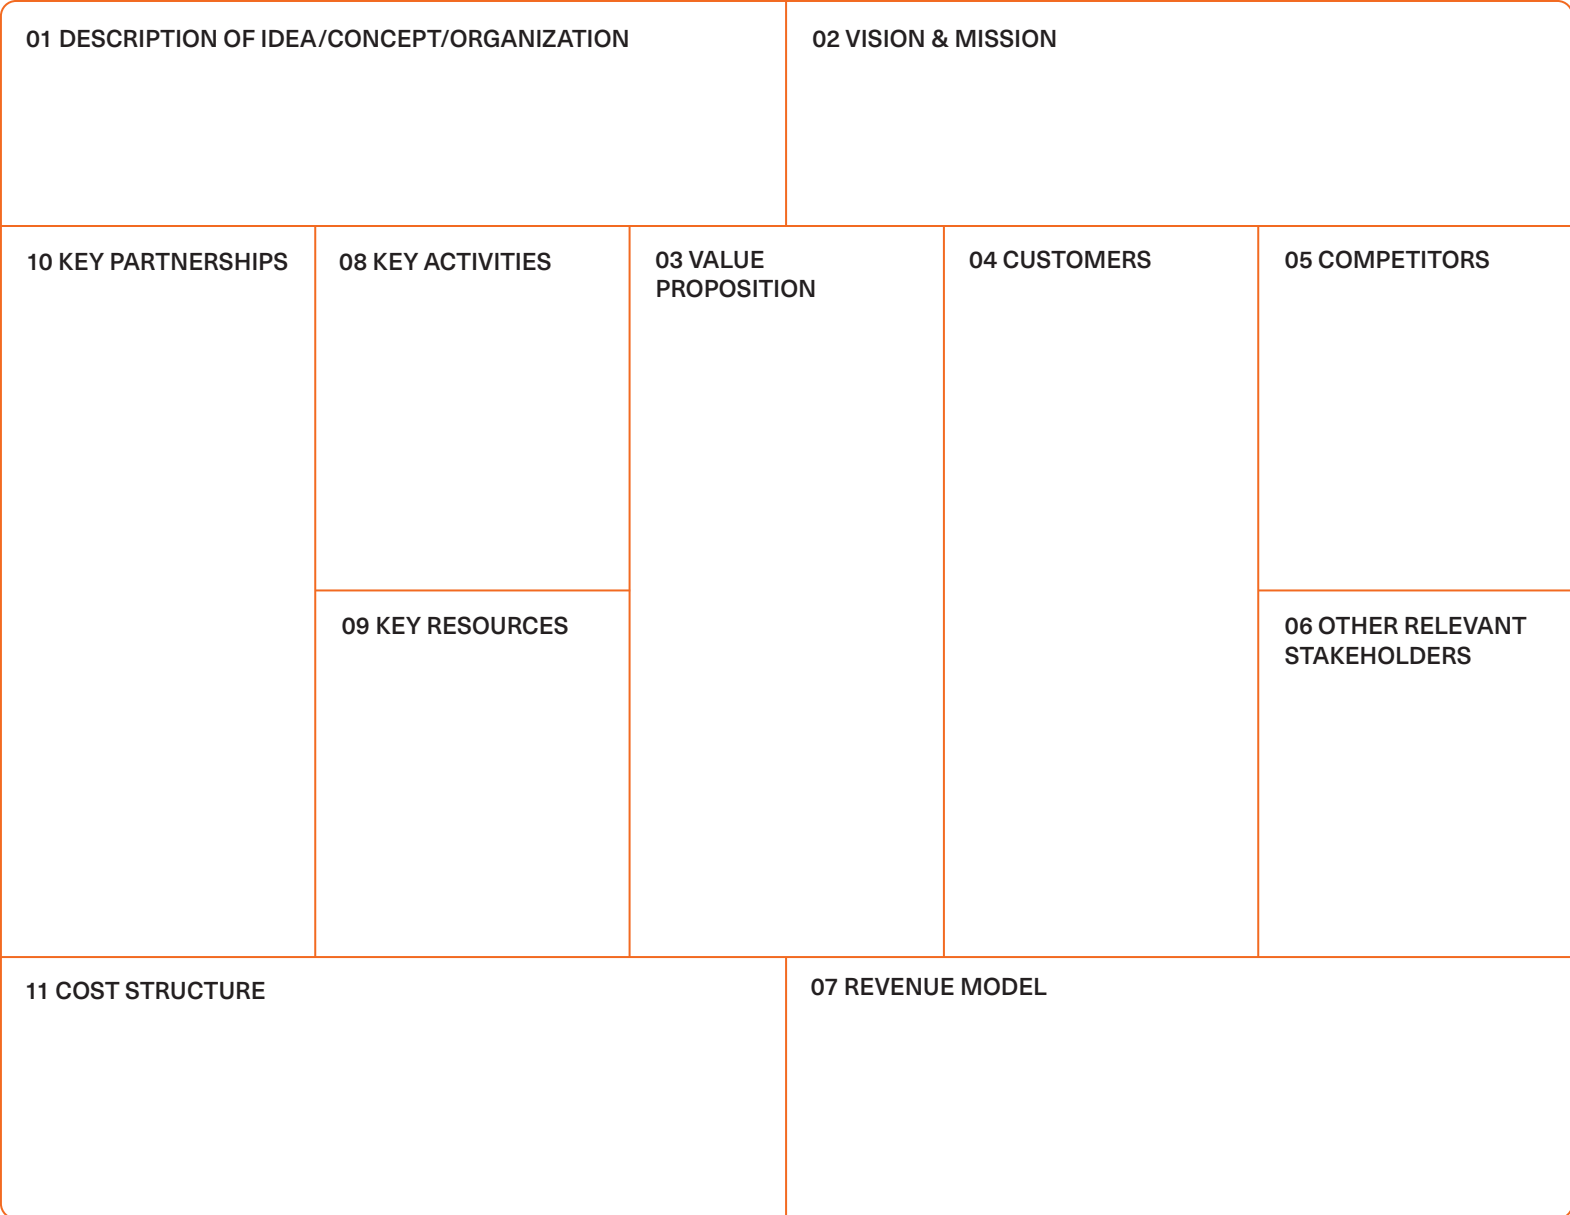 01 DESCRIPTION OF IDEA/CONCEPT/ORGANIZATION
02 VISION & MISSION
10 KEY PARTNERSHIPS
08 KEY ACTIVITIES
03 VALUE
PROPOSITION
04 CUSTOMERS
05 COMPETITORS
09 KEY RESOURCES
06 OTHER RELEVANT
STAKEHOLDERS
11 COST STRUCTURE
07 REVENUE MODEL